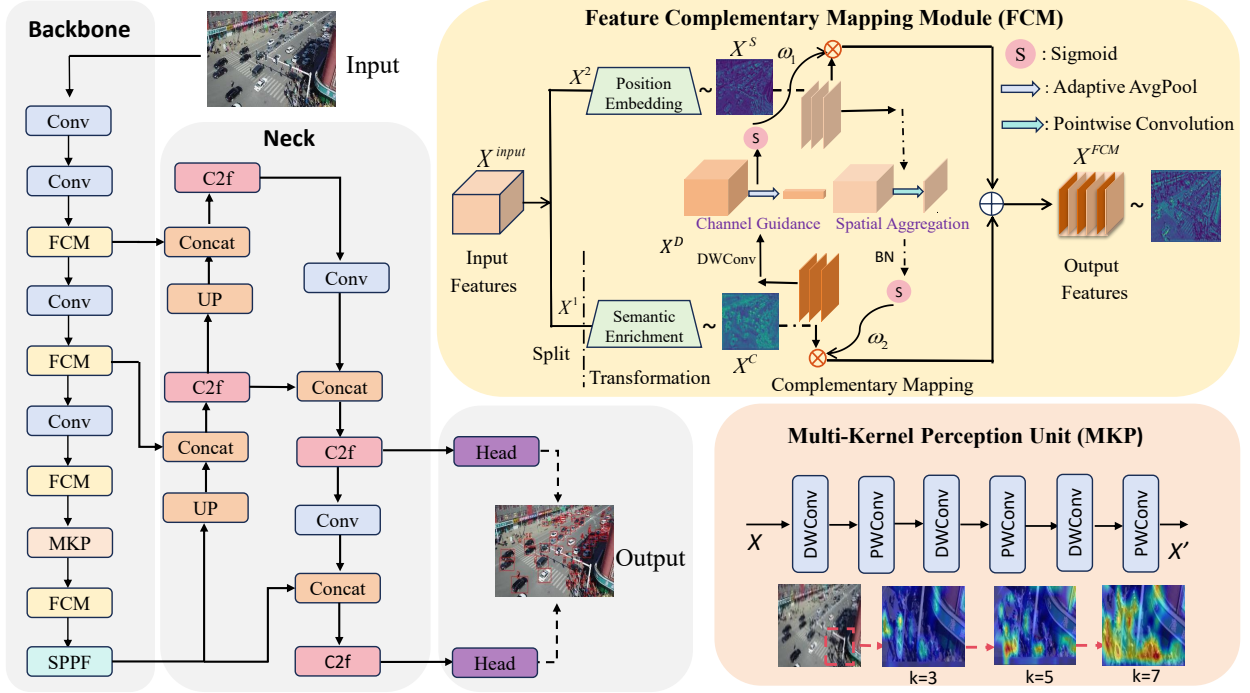 Backbone
Input
Conv
Conv
FCM
Conv
FCM
Conv
FCM
MKP
FCM
SPPF
Neck
C2f
Concat
UP
C2f
Concat
UP
Conv
Concat
C2f
Conv
Concat
C2f
Head
Output
Head
Feature Complementary Mapping Module (FCM)
X^input
Input
Features
X^2
Position
Embedding
~
X^S
ω_1
S
Channel Guidance
Spatial Aggregation
X^D
DWConv
BN
S
X^1
Semantic
Enrichment
~
X^C
ω_2
Split
Transformation
Complementary Mapping
S : Sigmoid
: Adaptive AvgPool
: Pointwise Convolution
X^FCM
~
Output
Features
Multi-Kernel Perception Unit (MKP)
X
DWConv
PWConv
DWConv
PWConv
DWConv
PWConv
X'
k=3
k=5
k=7